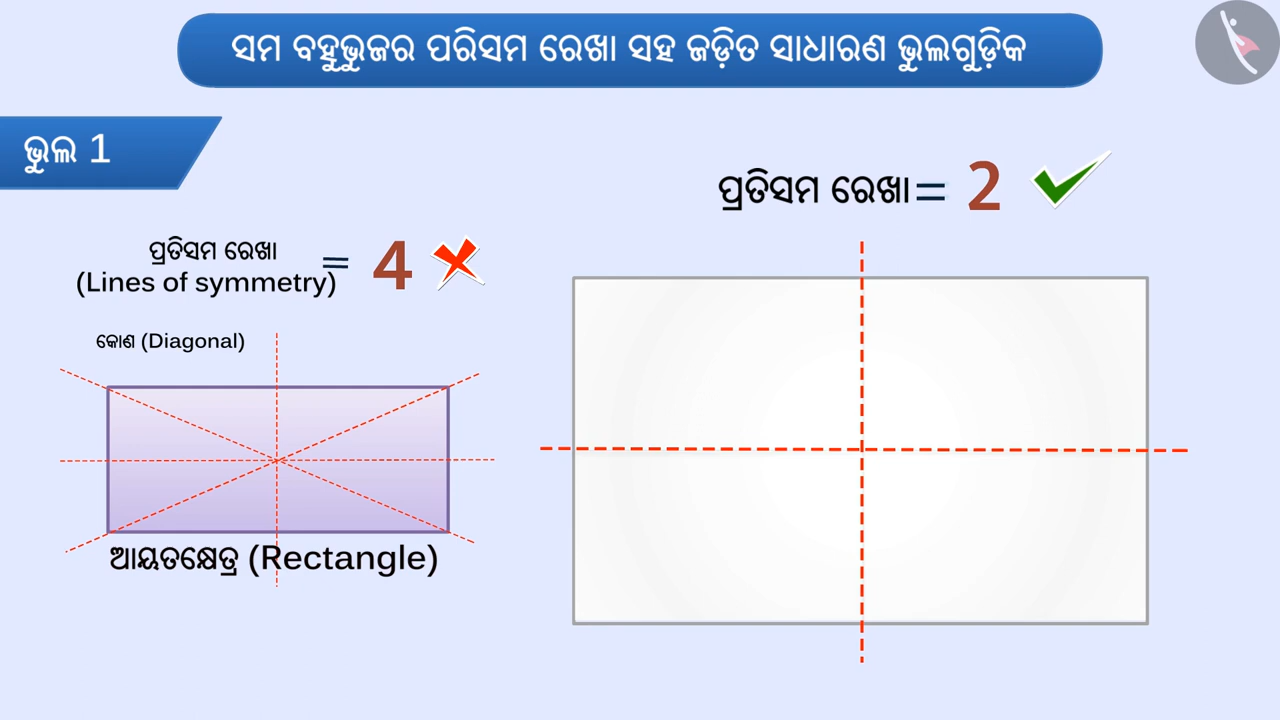 ସମ ବହୁଭୁଜର ପରିସମ ରେଖା ସହ ଜଡ଼ିତ ସାଧାରଣ ଭୁଲଗୁଡ଼ିକ
ଭୁଲ 1
ପ୍ରତିସମ ରେଖା = 2
ପ୍ରତିସମ ରେଖା
(Lines of symmetry) = 4
କୋଣ (Diagonal)
ଆୟତକ୍ଷେତ୍ର (Rectangle)